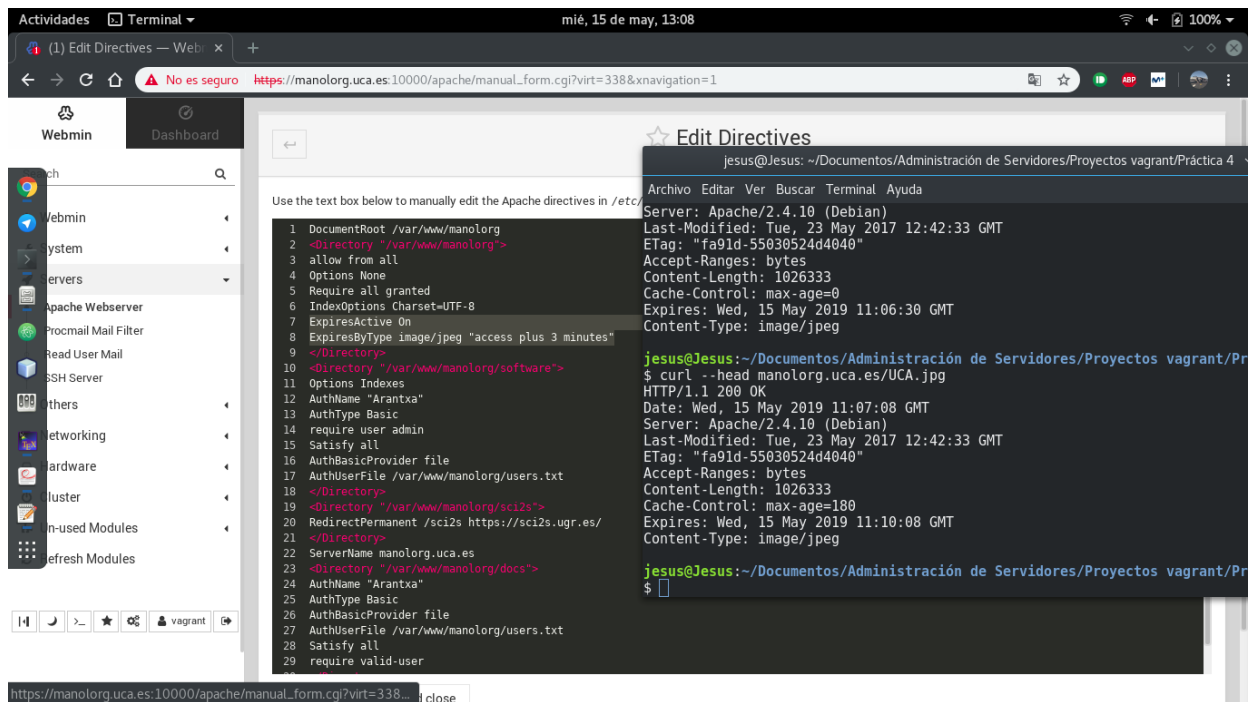 Actividades Terminal mié, 15 de may, 13:08 100%
(1) Edit Directives — Web
No es seguro https://manolorg.uca.es:10000/apache/manual_form.cgi?virt=338&xnavigation=1 ABP
Webmin Dashboard
ch
Webmin
System
Servers
Apache Webserver
Procmail Mail Filter
Read User Mail
SSH Server
Others
Networking
Hardware
Cluster
Un-used Modules
Refresh Modules
vagrant
https://manolorg.uca.es:10000/apache/manual_form.cgi?virt=338...
Edit Directives
Use the text box below to manually edit the Apache directives in /etc/
1 DocumentRoot /var/www/manolorg
2 <Directory "/var/www/manolorg">
3 allow from all
4 Options None
5 Require all granted
6 IndexOptions Charset=UTF-8
7 ExpiresActive On
8 ExpiresByType image/jpeg "access plus 3 minutes"
9 </Directory>
10 <Directory "/var/www/manolorg/software">
11 Options Indexes
12 AuthName "Arantxa"
13 AuthType Basic
14 require user admin
15 Satisfy all
16 AuthBasicProvider file
17 AuthUserFile /var/www/manolorg/users.txt
18 </Directory>
19 <Directory "/var/www/manolorg/sci2s">
20 RedirectPermanent /sci2s https://sci2s.ugr.es/
21 </Directory>
22 ServerName manolorg.uca.es
23 <Directory "/var/www/manolorg/docs">
24 AuthName "Arantxa"
25 AuthType Basic
26 AuthBasicProvider file
27 AuthUserFile /var/www/manolorg/users.txt
28 Satisfy all
29 require valid-user
d close
jesus@Jesus: ~/Documentos/Administración de Servidores/Proyectos vagrant/Práctica 4
Archivo Editar Ver Buscar Terminal Ayuda
Server: Apache/2.4.10 (Debian)
Last-Modified: Tue, 23 May 2017 12:42:33 GMT
ETag: "fa91d-55030524d4040"
Accept-Ranges: bytes
Content-Length: 1026333
Cache-Control: max-age=0
Expires: Wed, 15 May 2019 11:06:30 GMT
Content-Type: image/jpeg
jesus@Jesus:~/Documentos/Administración de Servidores/Proyectos vagrant/Pr
$ curl --head manolorg.uca.es/UCA.jpg
HTTP/1.1 200 OK
Date: Wed, 15 May 2019 11:07:08 GMT
Server: Apache/2.4.10 (Debian)
Last-Modified: Tue, 23 May 2017 12:42:33 GMT
ETag: "fa91d-55030524d4040"
Accept-Ranges: bytes
Content-Length: 1026333
Cache-Control: max-age=180
Expires: Wed, 15 May 2019 11:10:08 GMT
Content-Type: image/jpeg
jesus@Jesus:~/Documentos/Administración de Servidores/Proyectos vagrant/Pr
$